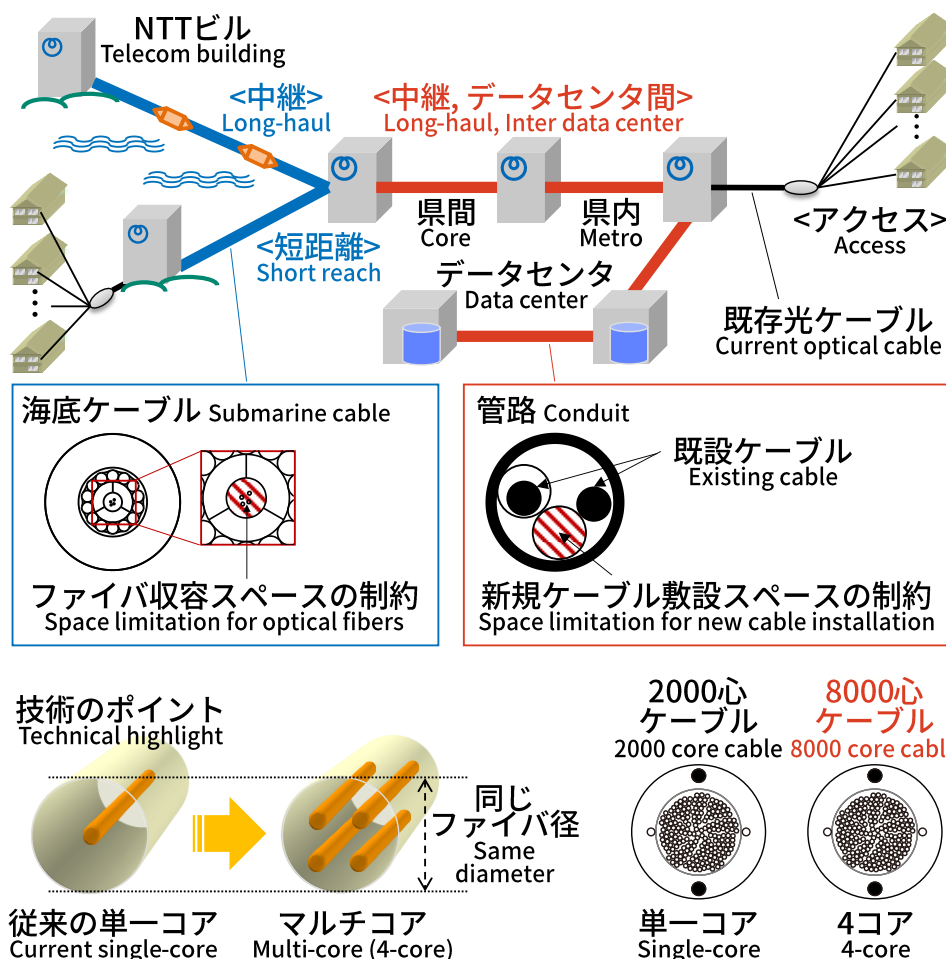 NTTビル
Telecom building
<中継>
Long-haul
<中継, データセンタ間>
Long-haul, Inter data center
県間
Core
県内
Metro
<アクセス>
Access
<短距離>
Short reach
データセンタ
Data center
既存光ケーブル
Current optical cable
海底ケーブル Submarine cable
ファイバ収容スペースの制約
Space limitation for optical fibers
管路 Conduit
既設ケーブル
Existing cable
新規ケーブル敷設スペースの制約
Space limitation for new cable installation
技術のポイント
Technical highlight
同じ
ファイバ径
Same
diameter
従来の単一コア
Current single-core
マルチコア
Multi-core (4-core)
2000心
ケーブル
2000 core cable
8000心
ケーブル
8000 core cabl
単一コア
Single-core
4コア
4-core